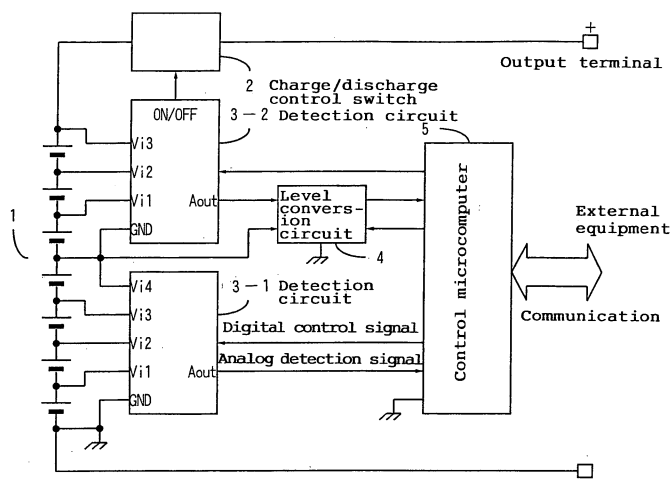 +
Output terminal
2 Charge/discharge
control switch
ON/OFF
3-2 Detection circuit
5
Vi3
Vi2
Vi1
Aout
GND
Level
convers-
ion
circuit
4
1
Control microcomputer
External
equipment
Communication
Vi4
3-1 Detection
circuit
Vi3
Digital control signal
Vi2
Analog detection signal
Vi1
Aout
GND